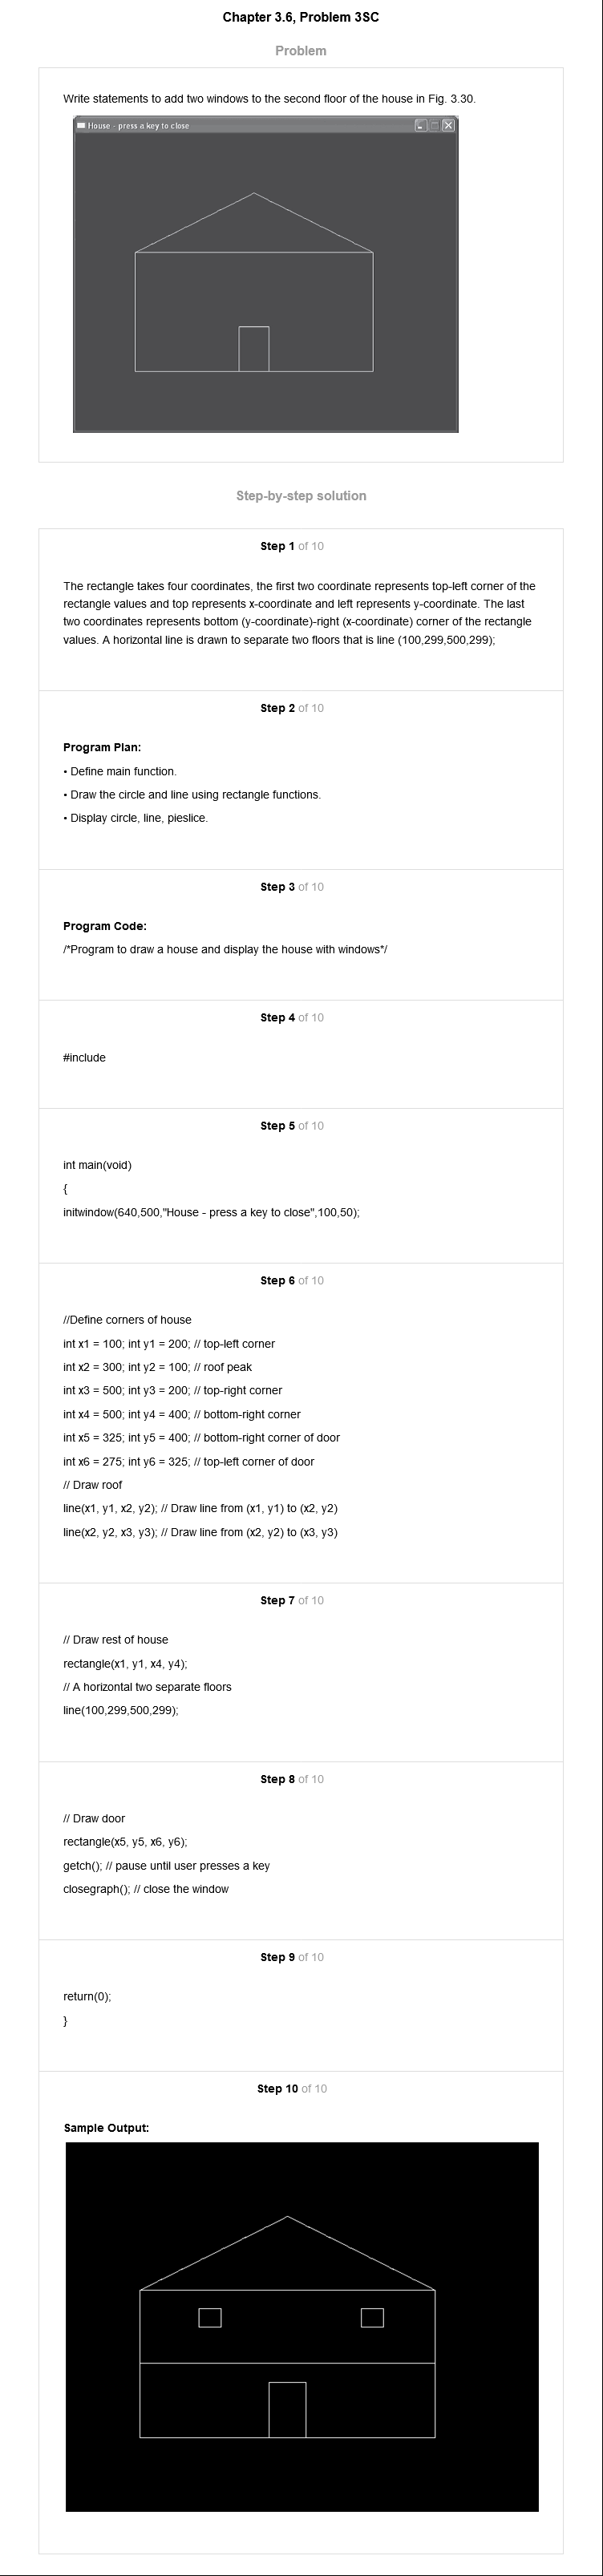 Chapter 3.6, Problem 3SC
Problem
Write statements to add two windows to the second floor of the house in Fig. 3.30.
House - press a key to close
Step-by-step solution
Step 1 of 10
The rectangle takes four coordinates, the first two coordinate represents top-left corner of the
rectangle values and top represents x-coordinate and left represents y-coordinate. The last
two coordinates represents bottom (y-coordinate)-right (x-coordinate) corner of the rectangle
values. A horizontal line is drawn to separate two floors that is line (100,299,500,299);
Step 2 of 10
Program Plan:
• Define main function.
• Draw the circle and line using rectangle functions.
• Display circle, line, pieslice.
Step 3 of 10
Program Code:
/*Program to draw a house and display the house with windows*/
Step 4 of 10
#include
Step 5 of 10
int main(void)
{
initwindow(640,500,"House - press a key to close",100,50);
Step 6 of 10
//Define corners of house
int x1 = 100; int y1 = 200; // top-left corner
int x2 = 300; int y2 = 100; // roof peak
int x3 = 500; int y3 = 200; // top-right corner
int x4 = 500; int y4 = 400; // bottom-right corner
int x5 = 325; int y5 = 400; // bottom-right corner of door
int x6 = 275; int y6 = 325; // top-left corner of door
// Draw roof
line(x1, y1, x2, y2); // Draw line from (x1, y1) to (x2, y2)
line(x2, y2, x3, y3); // Draw line from (x2, y2) to (x3, y3)
Step 7 of 10
// Draw rest of house
rectangle(x1, y1, x4, y4);
// A horizontal two separate floors
line(100,299,500,299);
Step 8 of 10
// Draw door
rectangle(x5, y5, x6, y6);
getch(); // pause until user presses a key
closegraph(); // close the window
Step 9 of 10
return(0);
}
Step 10 of 10
Sample Output: